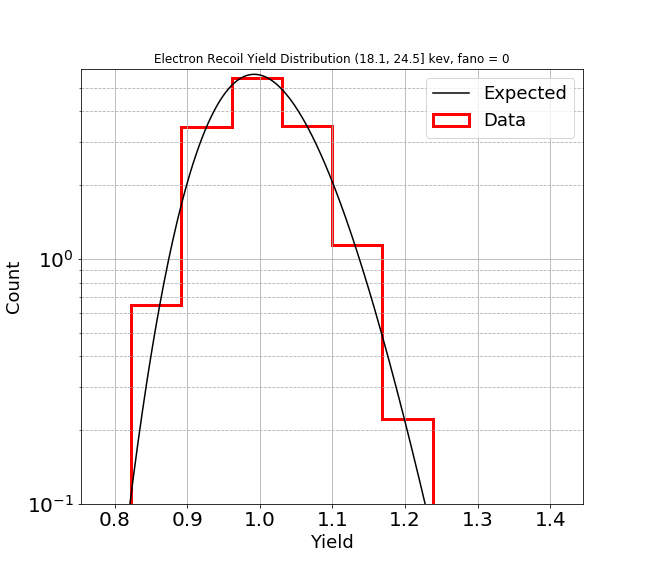 Electron Recoil Yield Distribution (18.1, 24.5] kev, fano = 0
Expected
Data
Count
10⁰
10⁻¹
0.8 0.9 1.0 1.1 1.2 1.3 1.4
Yield